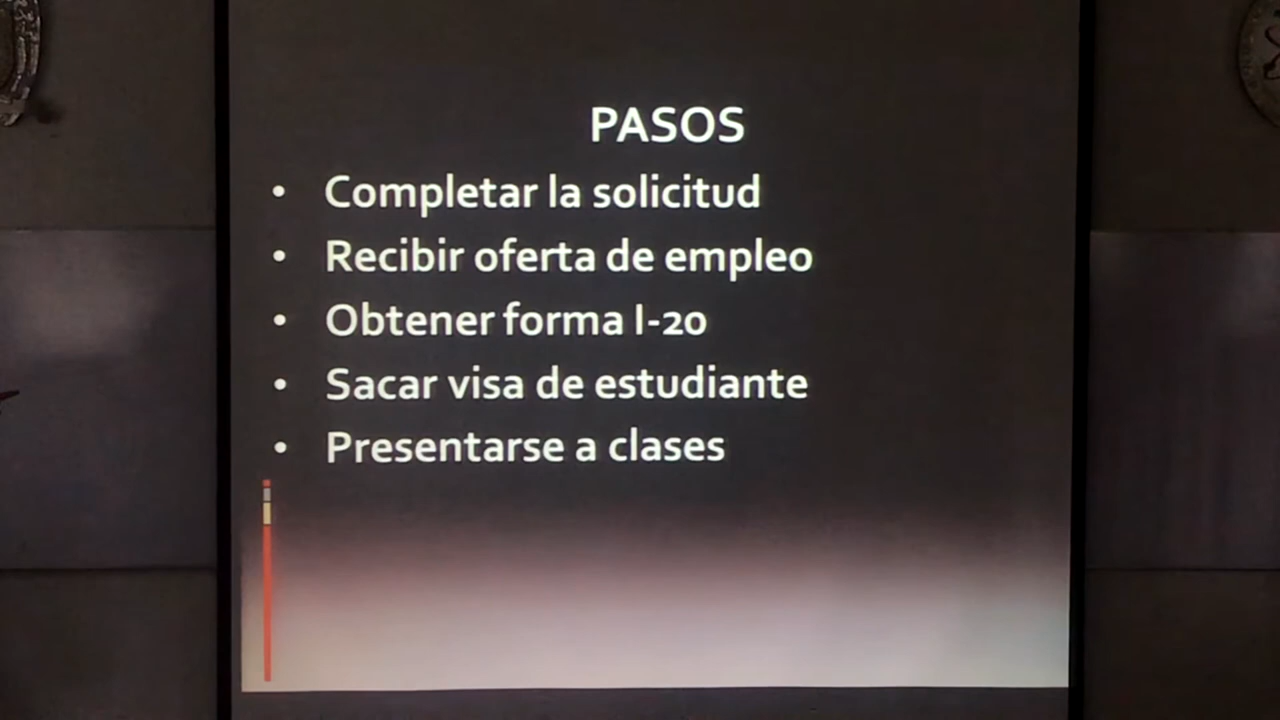 PASOS
• Completar la solicitud
• Recibir oferta de empleo
• Obtener forma I-20
• Sacar visa de estudiante
• Presentarse a clases